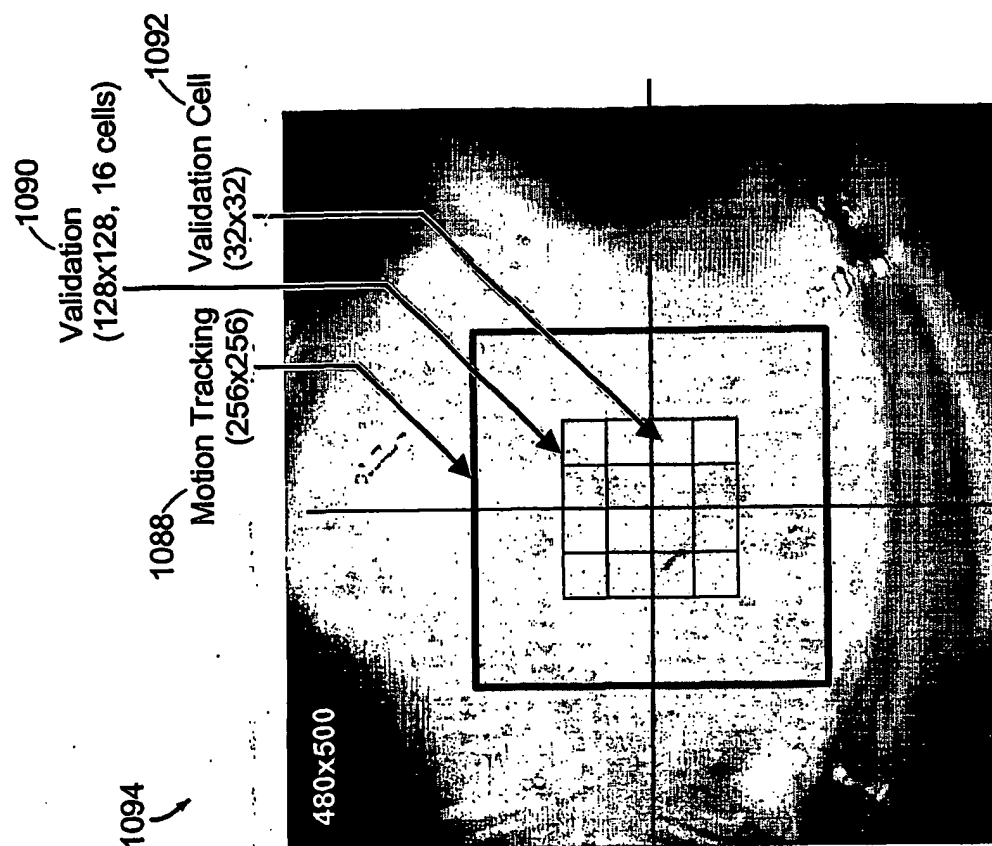 1094
1088
Motion Tracking
(256x256)
1090
Validation
(128x128, 16 cells)
1092
Validation Cell
(32x32)
480x500